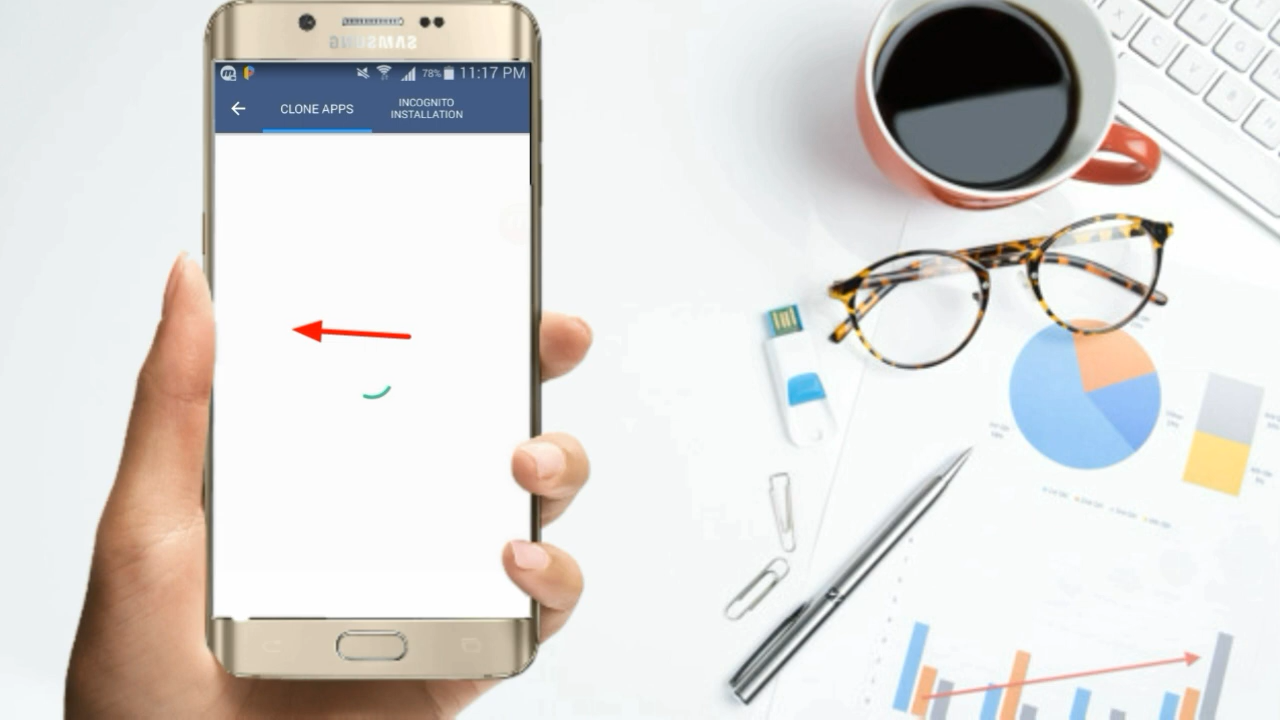 SAMSUNG
78% 11:17 PM
CLONE APPS
INCOGNITO
INSTALLATION
X
C
V
B
N
P
G